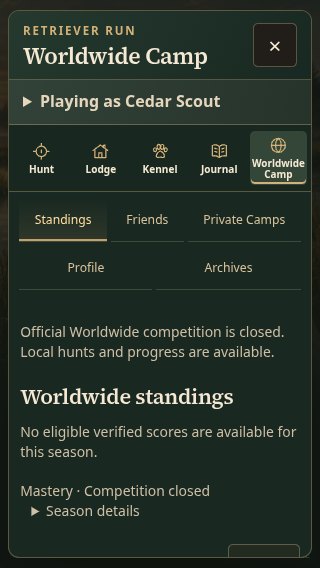 RETRIEVER RUN
Worldwide Camp
×
▶ Playing as Cedar Scout
Hunt
Lodge
Kennel
Journal
Worldwide
Camp
Standings
Friends
Private Camps
Profile
Archives
Official Worldwide competition is closed.
Local hunts and progress are available.
Worldwide standings
No eligible verified scores are available for
this season.
Mastery · Competition closed
▶ Season details